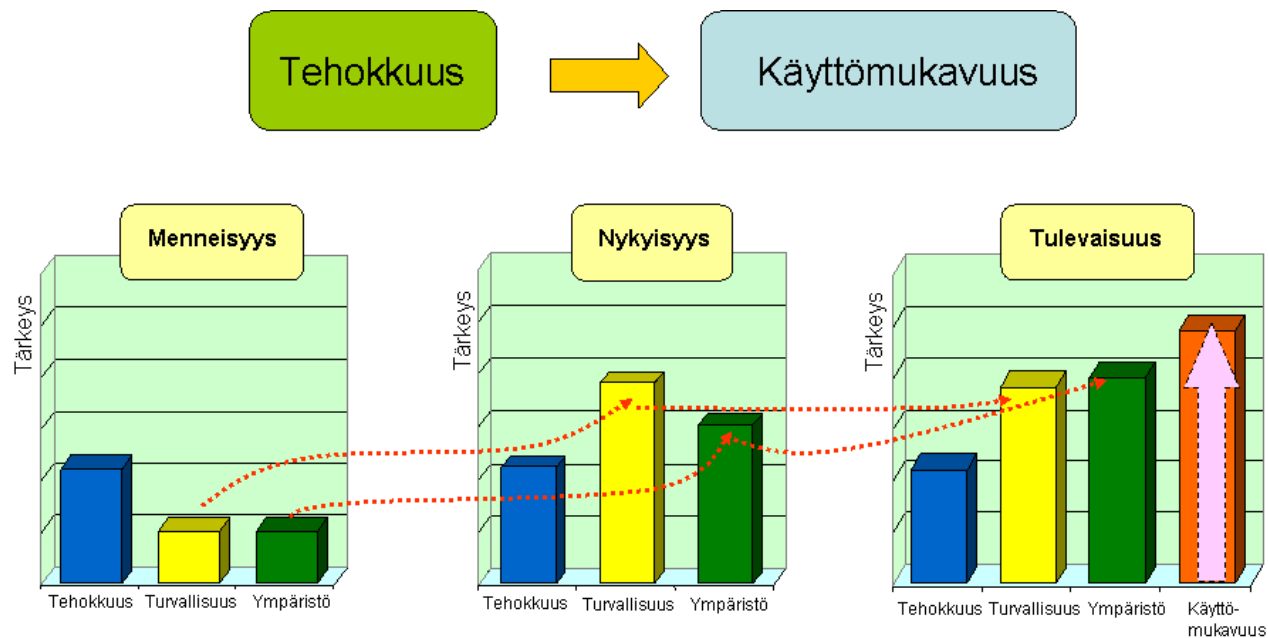 Tehokkuus
Käyttömukavuus
Menneisyys
Tärkeys
Tehokkuus
Turvallisuus
Ympäristö
Nykyisyys
Tärkeys
Tehokkuus
Turvallisuus
Ympäristö
Tulevaisuus
Tärkeys
Tehokkuus
Turvallisuus
Ympäristö
Käyttö-
mukavuus